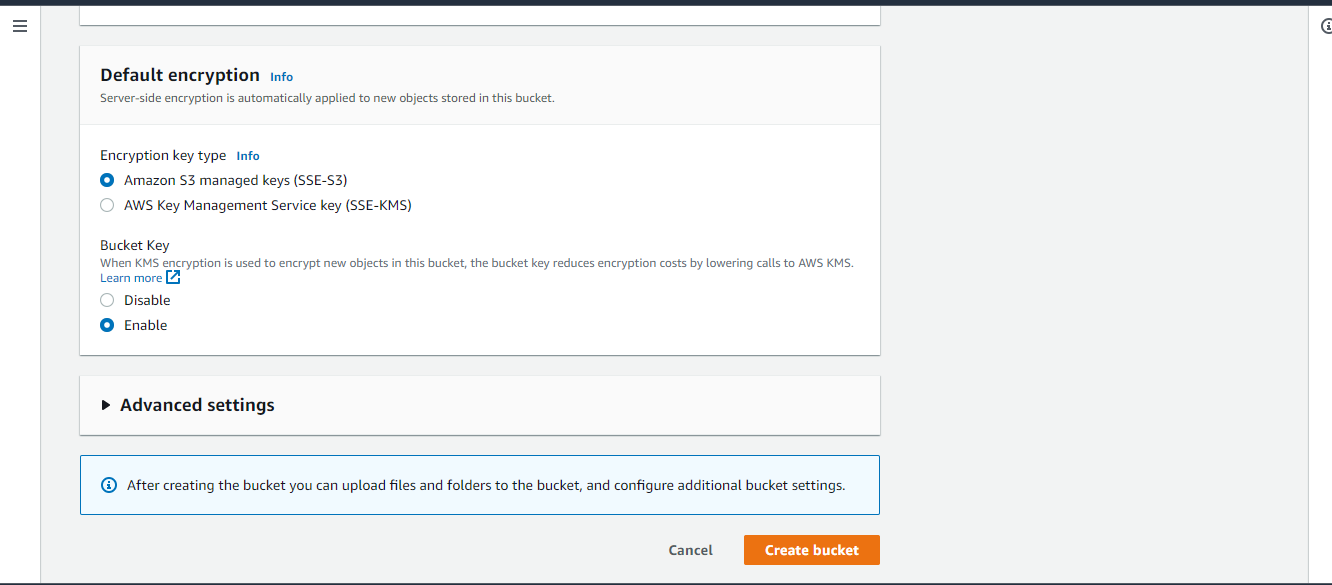 Default encryption Info
Server-side encryption is automatically applied to new objects stored in this bucket.
Encryption key type Info
Amazon S3 managed keys (SSE-S3)
AWS Key Management Service key (SSE-KMS)
Bucket Key
When KMS encryption is used to encrypt new objects in this bucket, the bucket key reduces encryption costs by lowering calls to AWS KMS.
Learn more
Disable
Enable
Advanced settings
After creating the bucket you can upload files and folders to the bucket, and configure additional bucket settings.
Cancel Create bucket